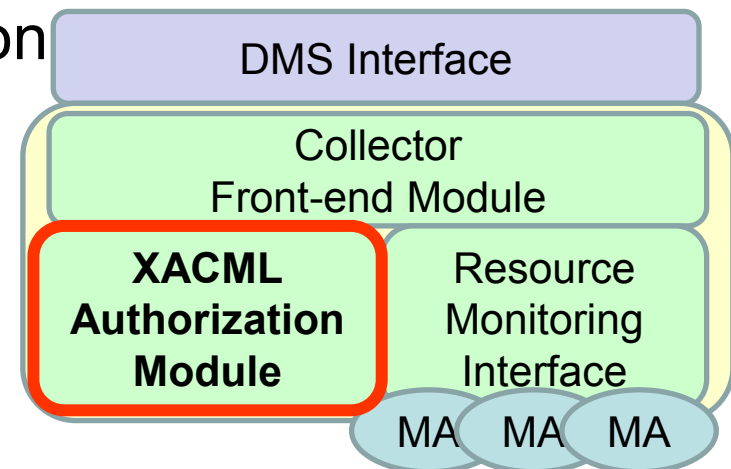 on
DMS Interface
Collector
Front-end Module
XACML
Authorization
Module
Resource
Monitoring
Interface
MA MA MA